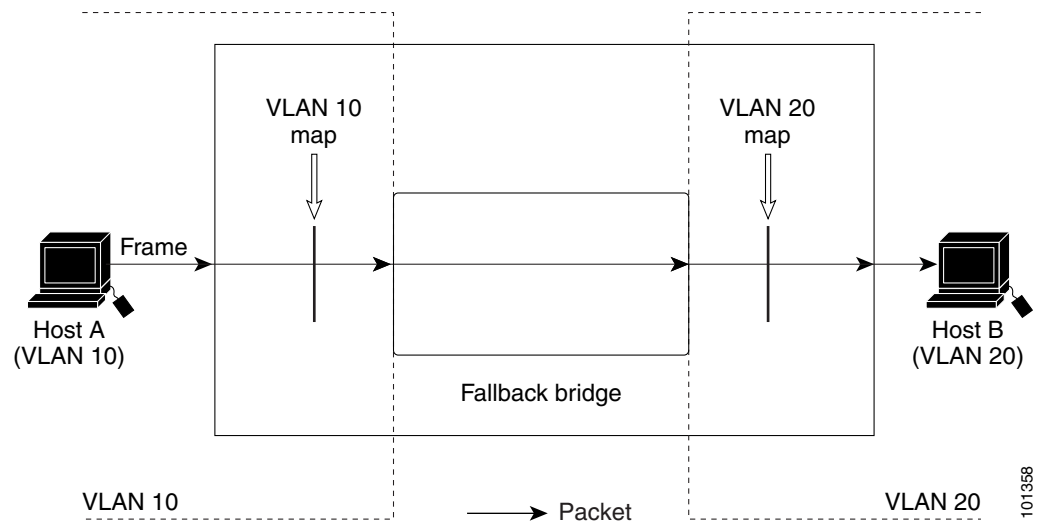 VLAN 10
map
VLAN 20
map
Frame
Host A
(VLAN 10)
Host B
(VLAN 20)
Fallback bridge
VLAN 10
Packet
VLAN 20
101358